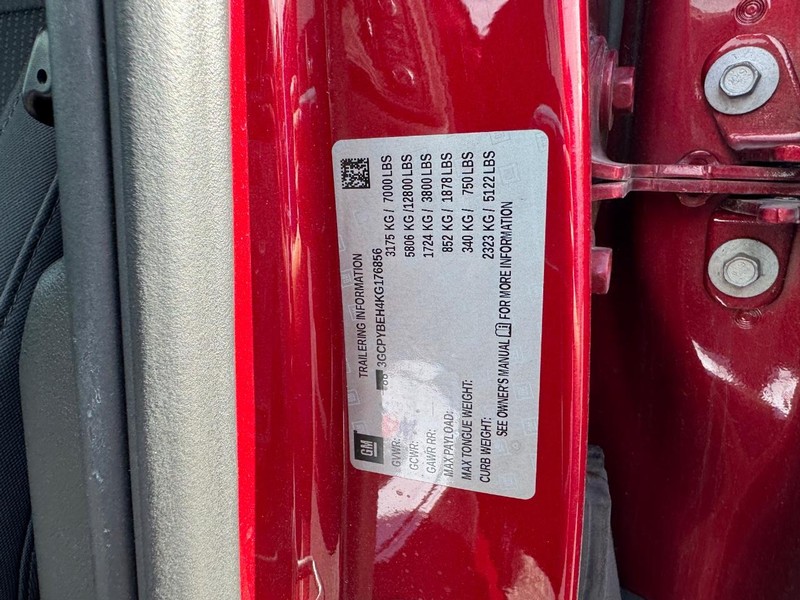 GM
TRAILERING INFORMATION
3GCPYBEH4KG176856
GVWR: 3175 KG / 7000 LBS
GCWR: 5806 KG /12800 LBS
GAWR RR: 1724 KG / 3800 LBS
MAX PAYLOAD: 852 KG / 1878 LBS
MAX TONGUE WEIGHT: 340 KG / 750 LBS
CURB WEIGHT: 2323 KG / 5122 LBS
SEE OWNER'S MANUAL FOR MORE INFORMATION